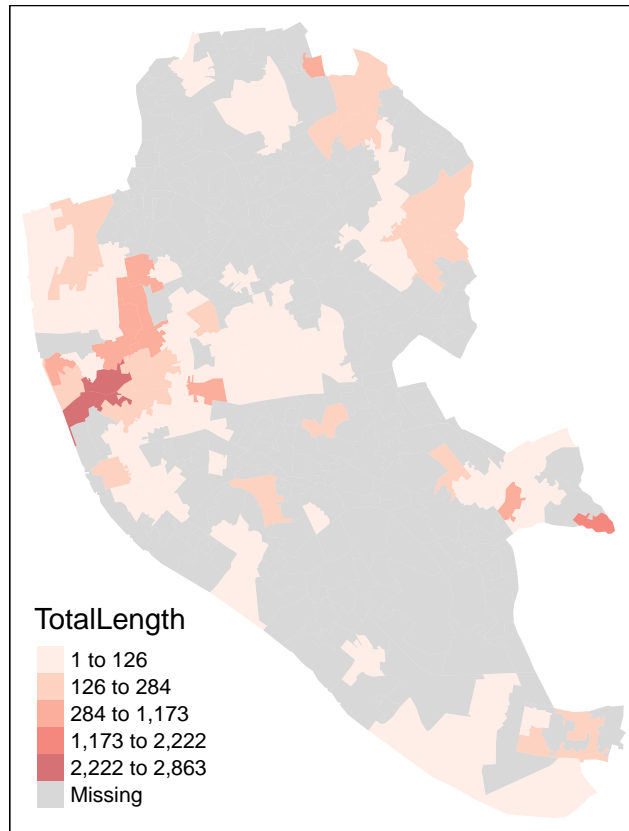 TotalLength
1 to 126
126 to 284
284 to 1,173
1,173 to 2,222
2,222 to 2,863
Missing